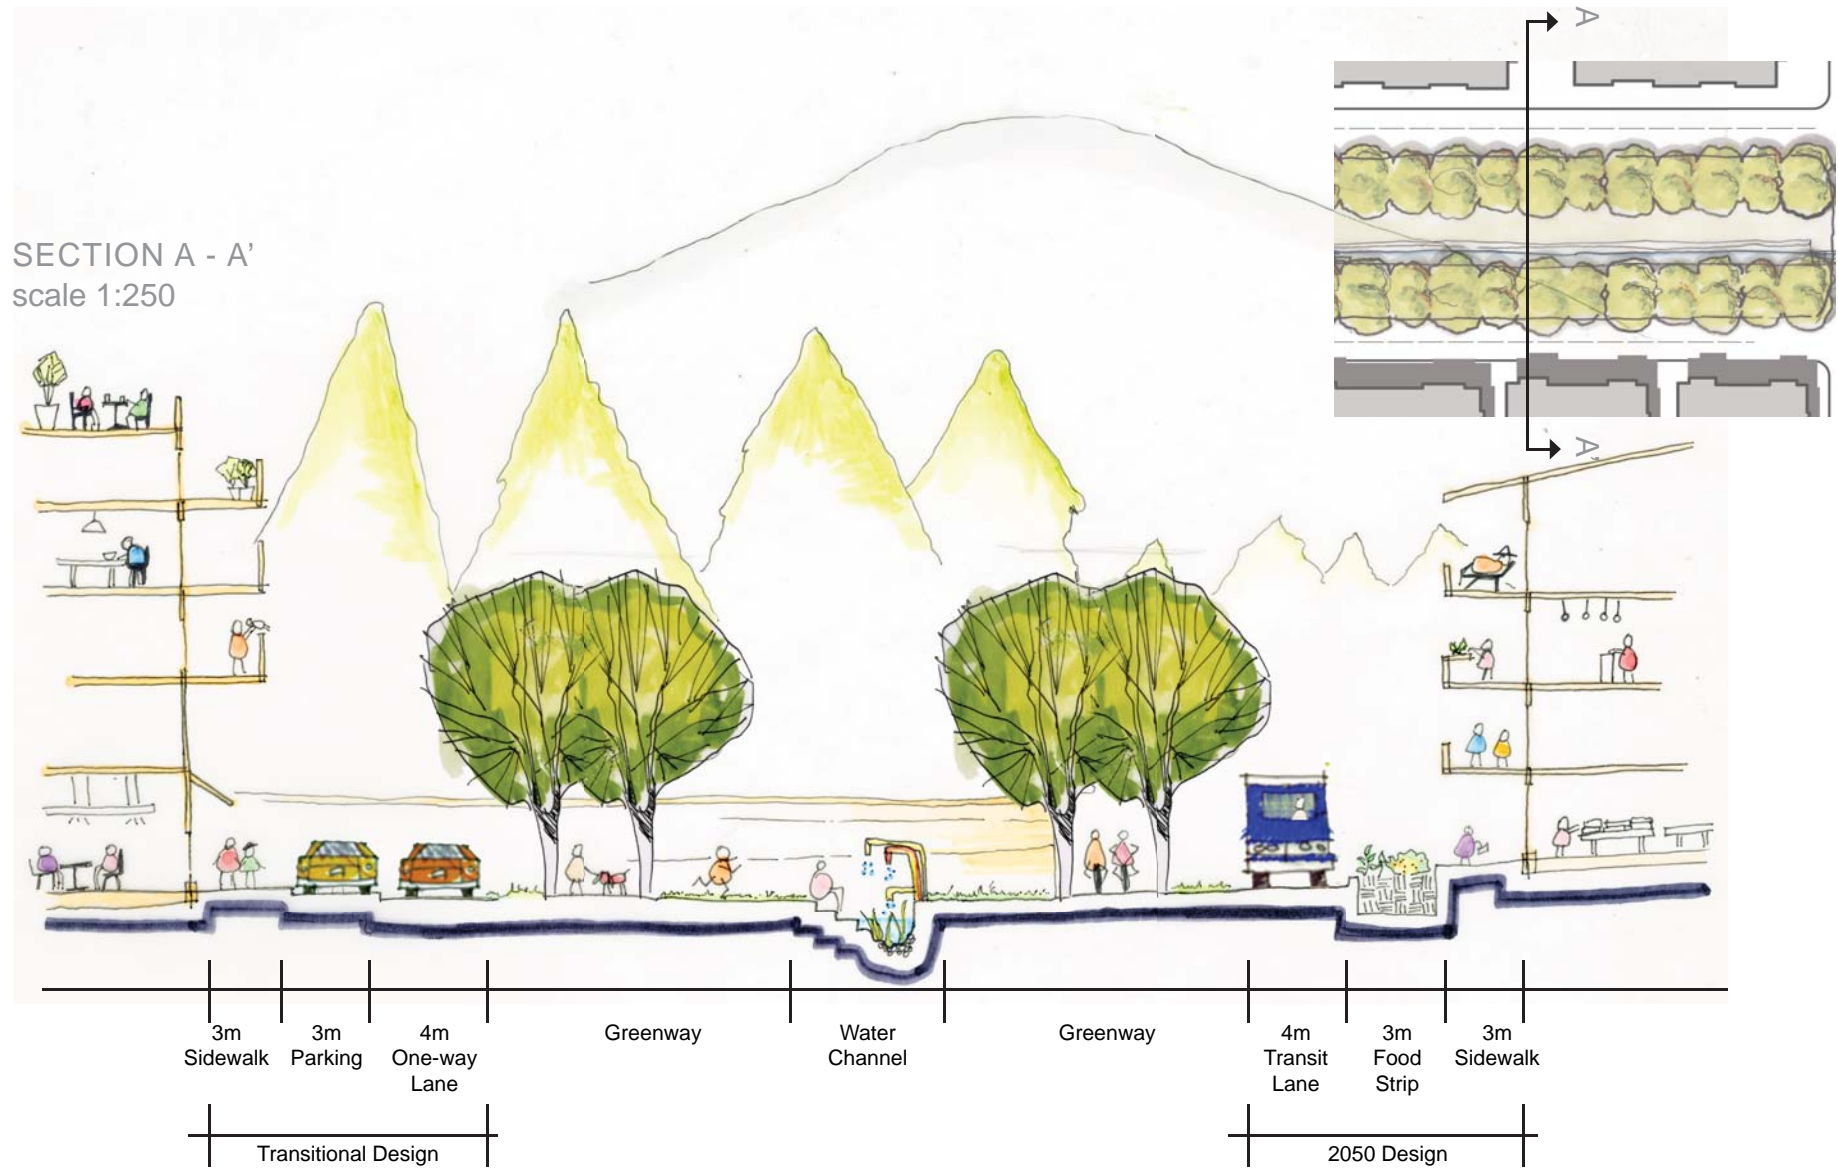 A
SECTION A - A’
scale 1:250
A’
3m
Sidewalk
3m
Parking
4m
One-way
Lane
Greenway
Water
Channel
Greenway
4m
Transit
Lane
3m
Food
Strip
3m
Sidewalk
Transitional Design
2050 Design